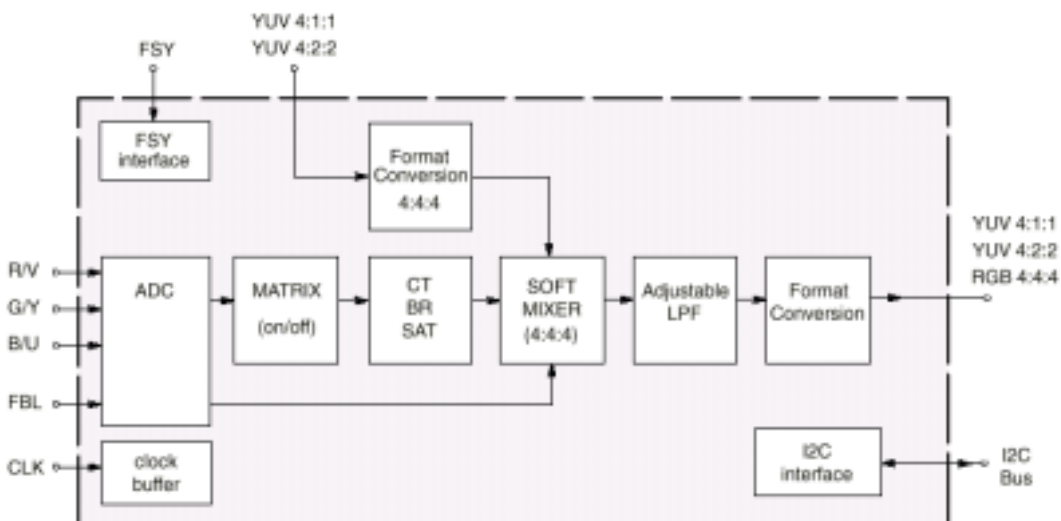 YUV 4:1:1
YUV 4:2:2
FSY
FSY
interface
Format
Conversion
4:4:4
YUV 4:1:1
YUV 4:2:2
RGB 4:4:4
R/V
G/Y
B/U
FBL
CLK
ADC
MATRIX
(on/off)
CT
BR
SAT
SOFT
MIXER
(4:4:4)
Adjustable
LPF
Format
Conversion
clock
buffer
I2C
interface
I2C
Bus